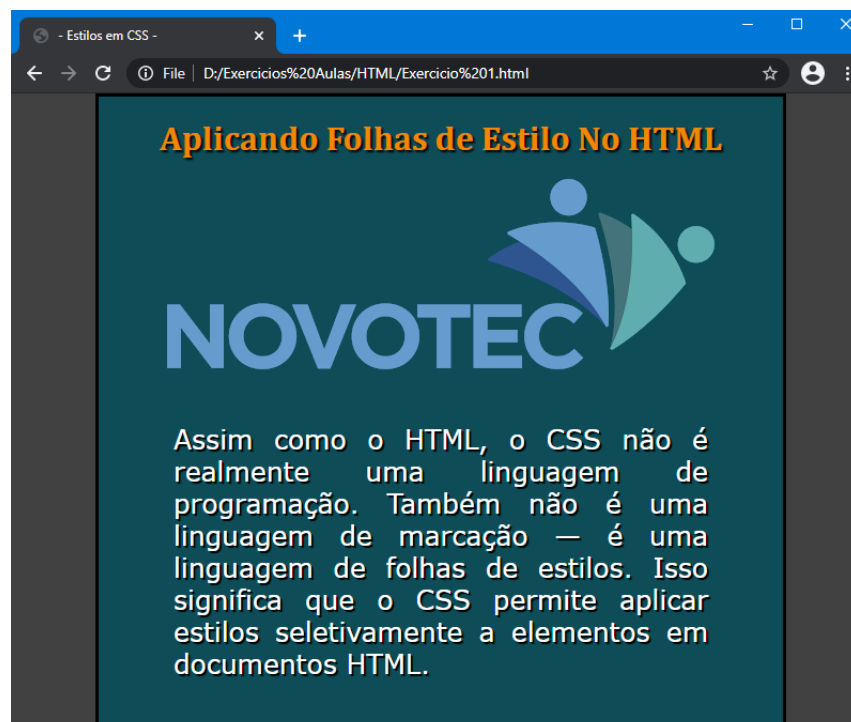 - Estilos em CSS -
File | D:/Exercicios%20Aulas/HTML/Exercicio%201.html
Aplicando Folhas de Estilo No HTML
NOVOTEC
Assim como o HTML, o CSS não é
realmente uma linguagem de
programação. Também não é uma
linguagem de marcação — é uma
linguagem de folhas de estilos. Isso
significa que o CSS permite aplicar
estilos seletivamente a elementos em
documentos HTML.